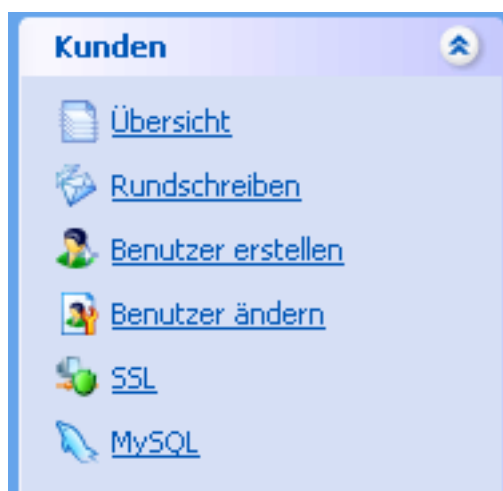 Kunden
Übersicht
Rundschreiben
Benutzer erstellen
Benutzer ändern
SSL
MySQL